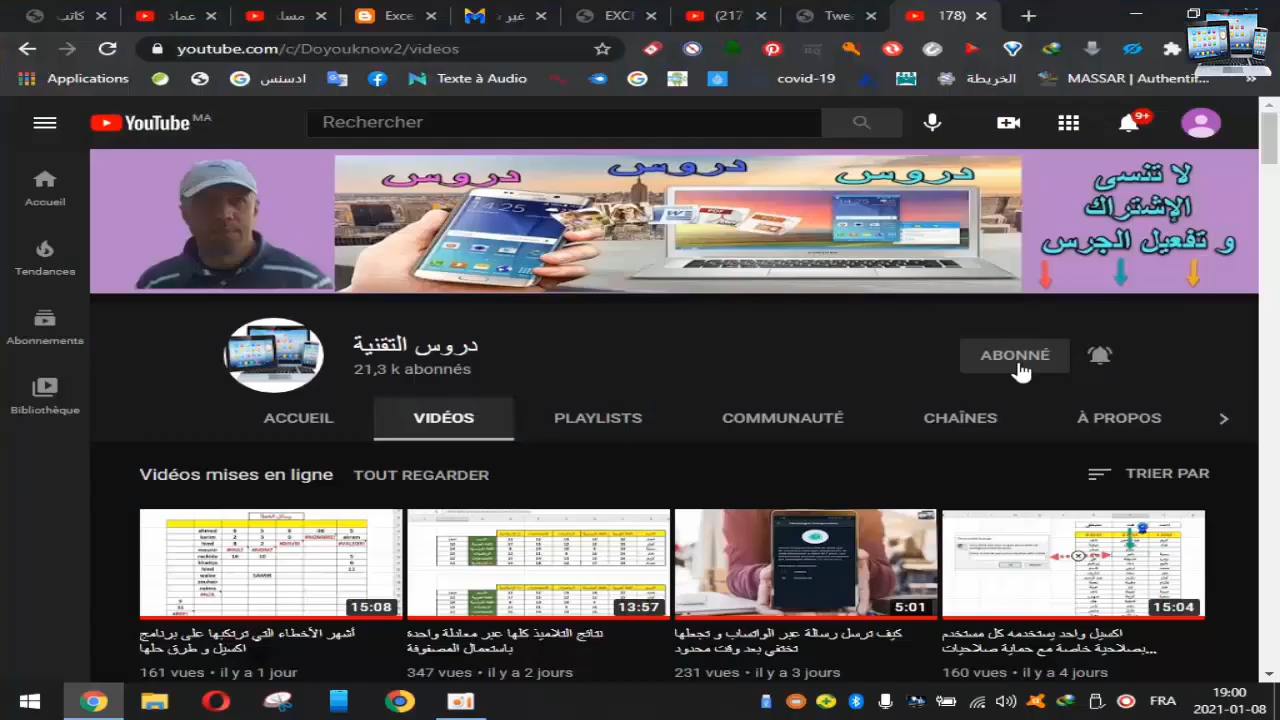 كاتب
عماد
مسل
Exce
EXCE
(217
Twe
178)
youtube.com/c/Doyouknow2/videos
Applications
ادسنس
Texte à Aud
covid-19
الخريطة
MASSAR | Authentif...
YouTube MA
Rechercher
9+
Accueil
Tendances
Abonnements
Bibliothèque
دروس دروس دروس
لا تنسى
الإشتراك
و تفعيل الجرس
دروس التقنية
21,3 k abonnés
ABONNÉ
ACCUEIL VIDÉOS PLAYLISTS COMMUNAUTÉ CHAÎNES À PROPOS
Vidéos mises en ligne TOUT REGARDER TRIER PAR
15:08
13:57
5:01
15:04
أشهر الأخطاء التي ترتكبها على برنامج
اكسيل و طرق حلها
161 vues • il y a 1 jour
نتائج التلاميذ كلها عبر معادلة وحيدة
باستعمال المصفوفة
347 vues • il y a 2 jours
كيف ترسل رسالة عبر الواتساب و تجعلها
تختفي بعد وقت محدود
231 vues • il y a 3 jours
اكسيل واحد يستخدمه كل مستخدم
بصلاحية خاصة مع حماية صلاحيات...
160 vues • il y a 4 jours
FRA
19:00
2021-01-08